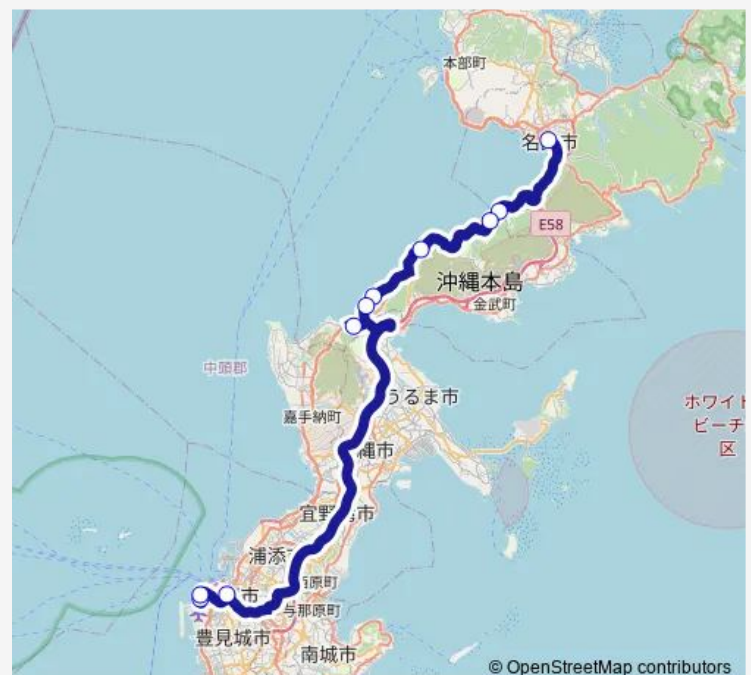 本部町
名
市
E58
沖縄本島
金武町
中頭郡
うるま市
ホワイト
ビーチ
区
嘉手納町
縄市
宜野
市
浦添
原町
市
与那原町
豊見城市
南城市
© OpenStreetMap contributors